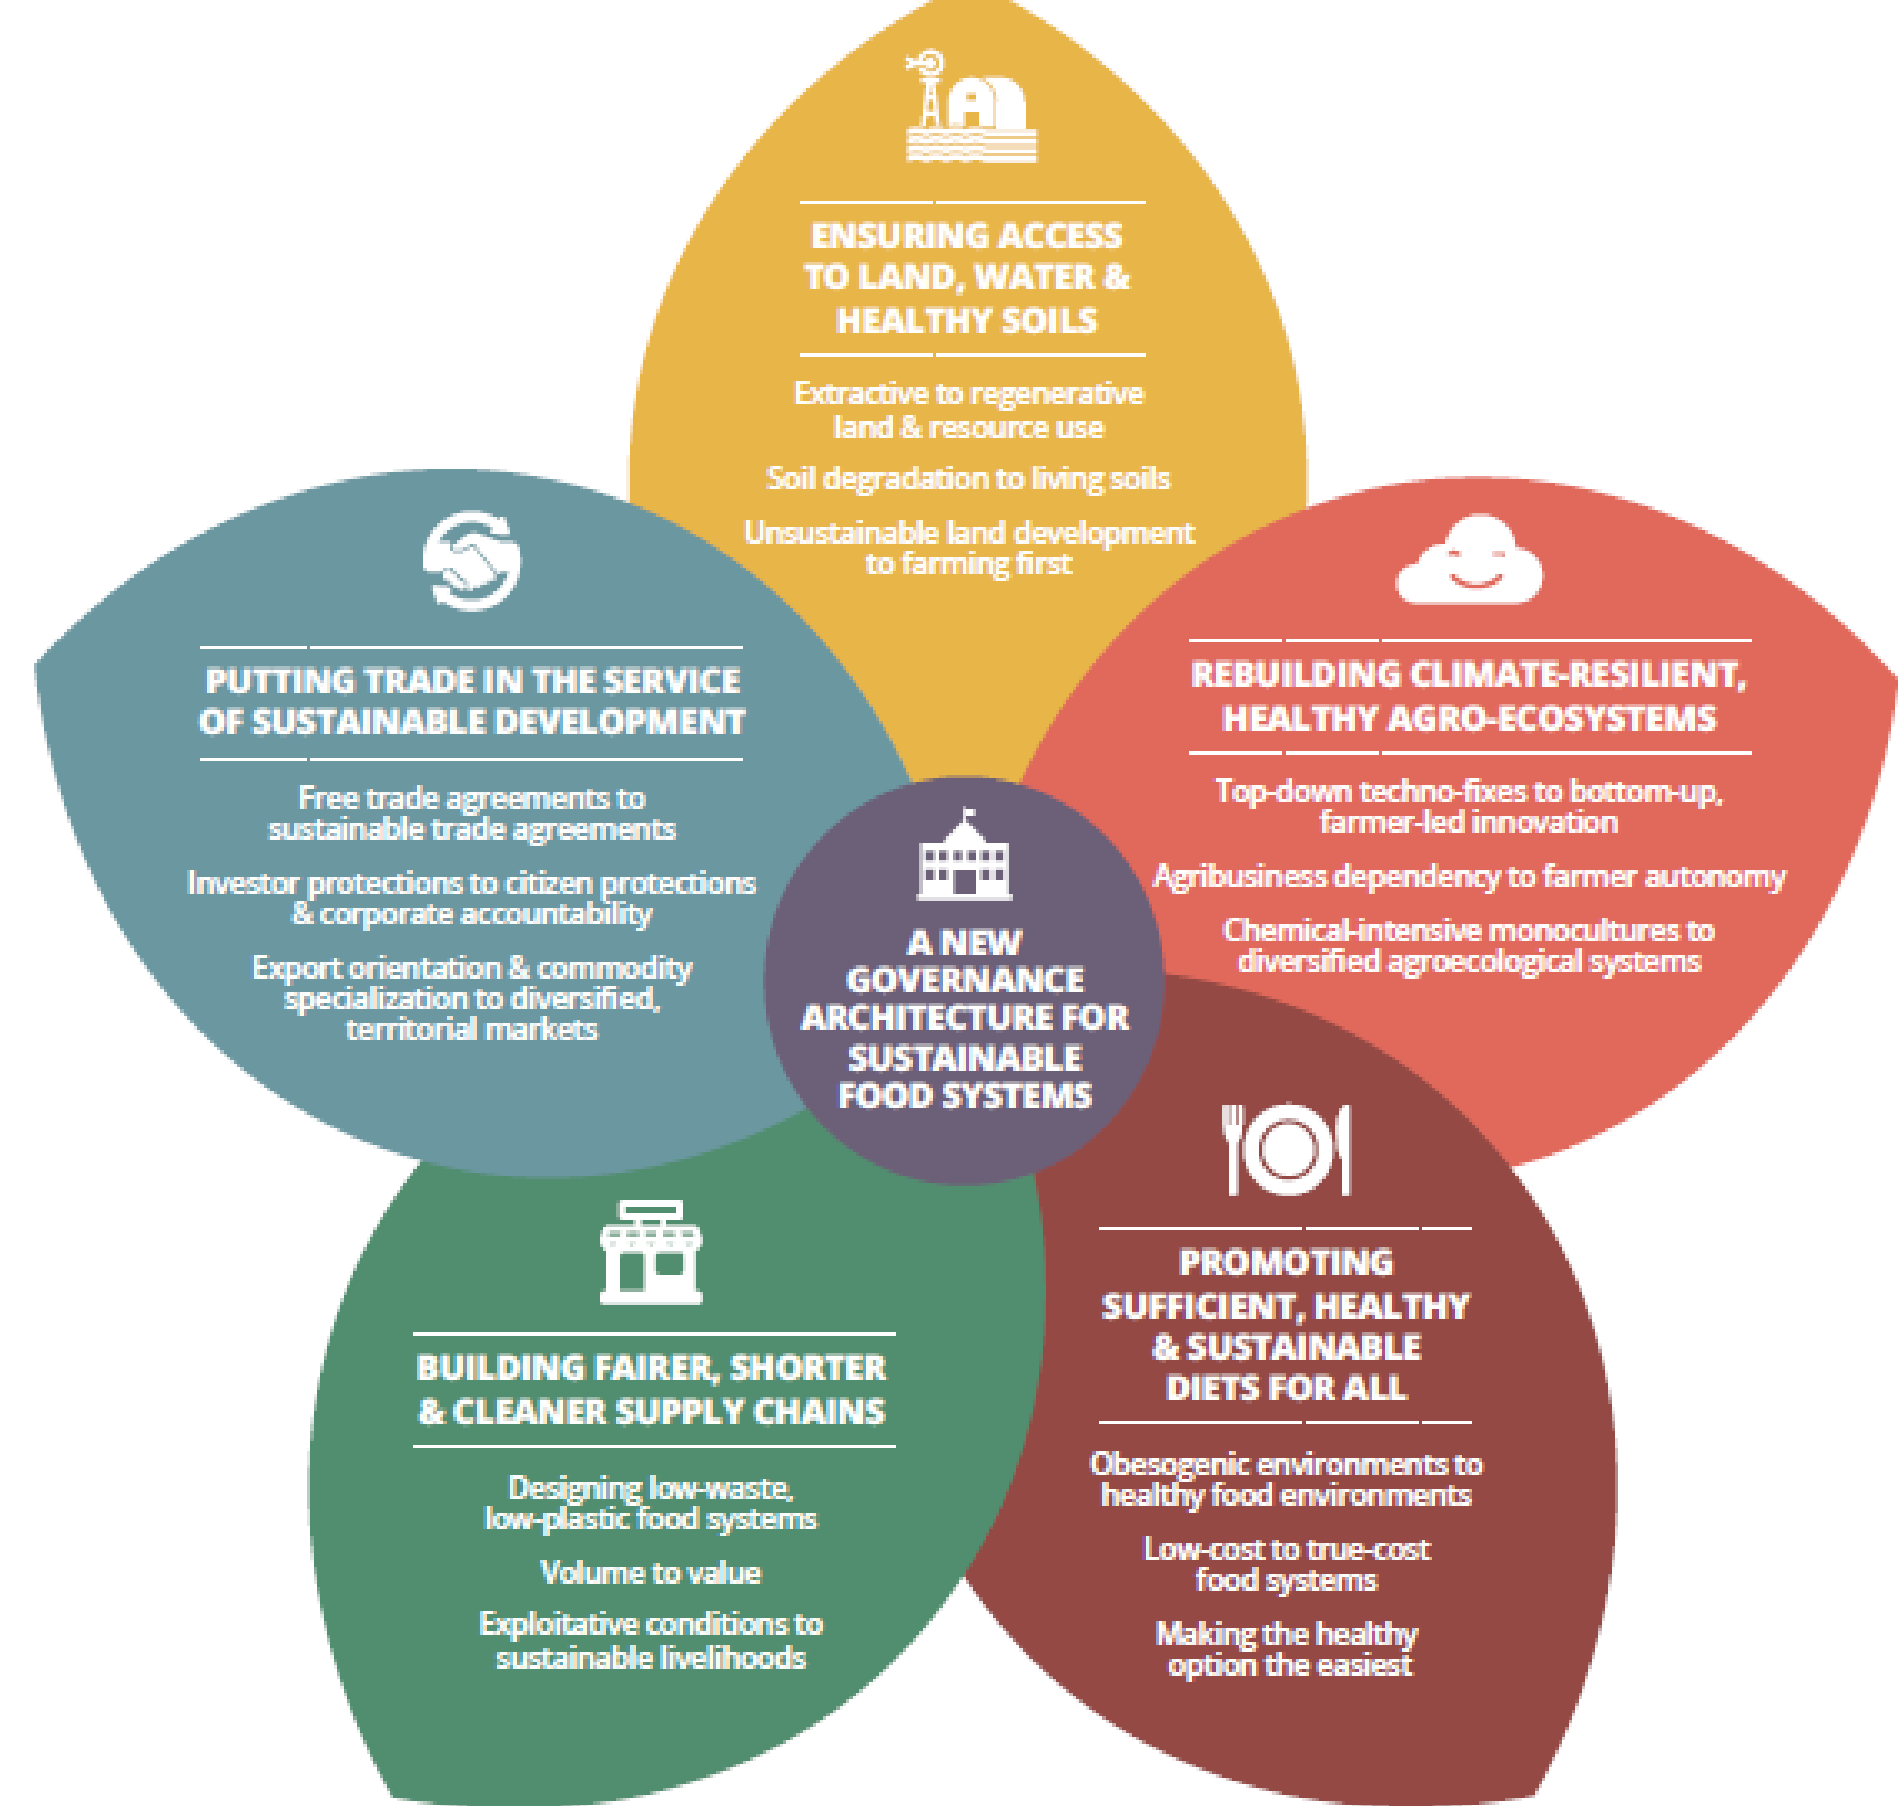 ENSURING ACCESS
TO LAND, WATER &
HEALTHY SOILS
Extractive to regenerative
land & resource use
Soil degradation to living soils
Unsustainable land development
to farming first
REBUILDING CLIMATE-RESILIENT,
HEALTHY AGRO-ECOSYSTEMS
Top-down techno-fixes to bottom-up,
farmer-led innovation
Agribusiness dependency to farmer autonomy
Chemical-intensive monocultures to
diversified agroecological systems
PROMOTING
SUFFICIENT, HEALTHY
& SUSTAINABLE
DIETS FOR ALL
Obesogenic environments to
healthy food environments
Low-cost to true-cost
food systems
Making the healthy
option the easiest
BUILDING FAIRER, SHORTER
& CLEANER SUPPLY CHAINS
Designing low-waste,
low-plastic food systems
Volume to value
Exploitative conditions to
sustainable livelihoods
PUTTING TRADE IN THE SERVICE
OF SUSTAINABLE DEVELOPMENT
Free trade agreements to
sustainable trade agreements
Investor protections to citizen protections
& corporate accountability
Export orientation & commodity
specialization to diversified,
territorial markets
A NEW
GOVERNANCE
ARCHITECTURE FOR
SUSTAINABLE
FOOD SYSTEMS